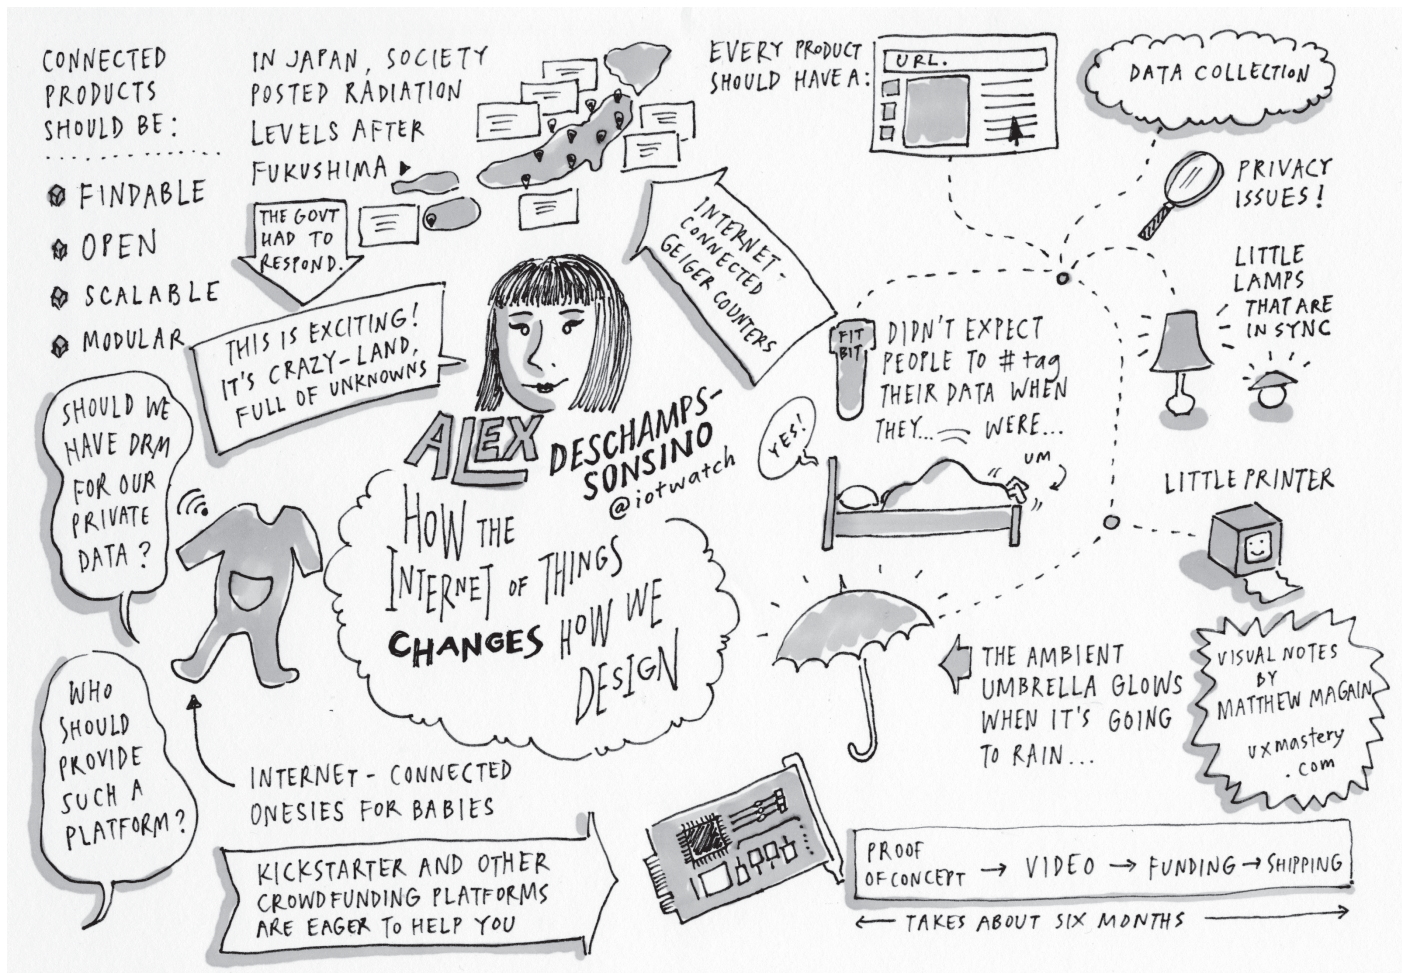 CONNECTED
PRODUCTS
SHOULD BE:
FINDABLE
OPEN
SCALABLE
MODULAR
IN JAPAN, SOCIETY
POSTED RADIATION
LEVELS AFTER
FUKUSHIMA
THE GOVT
HAD TO
RESPOND.
INTERNET-
CONNECTED
GEIGER COUNTERS
THIS IS EXCITING!
IT'S CRAZY-LAND,
FULL OF UNKNOWNS
ALEX DESCHAMPS-
SONSINO
@iotwatch
HOW THE
INTERNET OF THINGS
CHANGES HOW WE
DESIGN
EVERY PRODUCT
SHOULD HAVE A:
URL.
DATA COLLECTION
PRIVACY
ISSUES!
LITTLE
LAMPS
THAT ARE
IN SYNC
FIT
BIT
DIDN'T EXPECT
PEOPLE TO #tag
THEIR DATA WHEN
THEY... WERE...
YES!
UM
LITTLE PRINTER
THE AMBIENT
UMBRELLA GLOWS
WHEN IT'S GOING
TO RAIN...
VISUAL NOTES
BY
MATTHEW MAGAIN
uxmastery
.com
SHOULD WE
HAVE DRM
FOR OUR
PRIVATE
DATA?
WHO
SHOULD
PROVIDE
SUCH A
PLATFORM?
INTERNET-CONNECTED
ONESIES FOR BABIES
KICKSTARTER AND OTHER
CROWDFUNDING PLATFORMS
ARE EAGER TO HELP YOU
PROOF
OF CONCEPT → VIDEO → FUNDING → SHIPPING
← TAKES ABOUT SIX MONTHS →